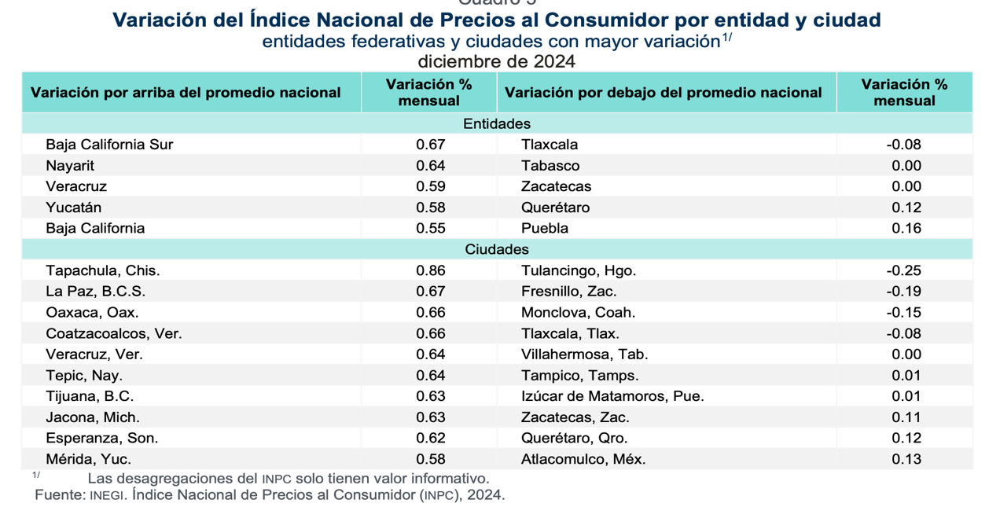 Cuadro 3
Variación del Índice Nacional de Precios al Consumidor por entidad y ciudad
entidades federativas y ciudades con mayor variación1/
diciembre de 2024
Variación por arriba del promedio nacional Variación % mensual Variación por debajo del promedio nacional Variación % mensual
Entidades
Baja California Sur 0.67 Tlaxcala -0.08
Nayarit 0.64 Tabasco 0.00
Veracruz 0.59 Zacatecas 0.00
Yucatán 0.58 Querétaro 0.12
Baja California 0.55 Puebla 0.16
Ciudades
Tapachula, Chis. 0.86 Tulancingo, Hgo. -0.25
La Paz, B.C.S. 0.67 Fresnillo, Zac. -0.19
Oaxaca, Oax. 0.66 Monclova, Coah. -0.15
Coatzacoalcos, Ver. 0.66 Tlaxcala, Tlax. -0.08
Veracruz, Ver. 0.64 Villahermosa, Tab. 0.00
Tepic, Nay. 0.64 Tampico, Tamps. 0.01
Tijuana, B.C. 0.63 Izúcar de Matamoros, Pue. 0.01
Jacona, Mich. 0.63 Zacatecas, Zac. 0.11
Esperanza, Son. 0.62 Querétaro, Qro. 0.12
Mérida, Yuc. 0.58 Atlacomulco, Méx. 0.13
1/ Las desagregaciones del INPC solo tienen valor informativo.
Fuente: INEGI. Índice Nacional de Precios al Consumidor (INPC), 2024.